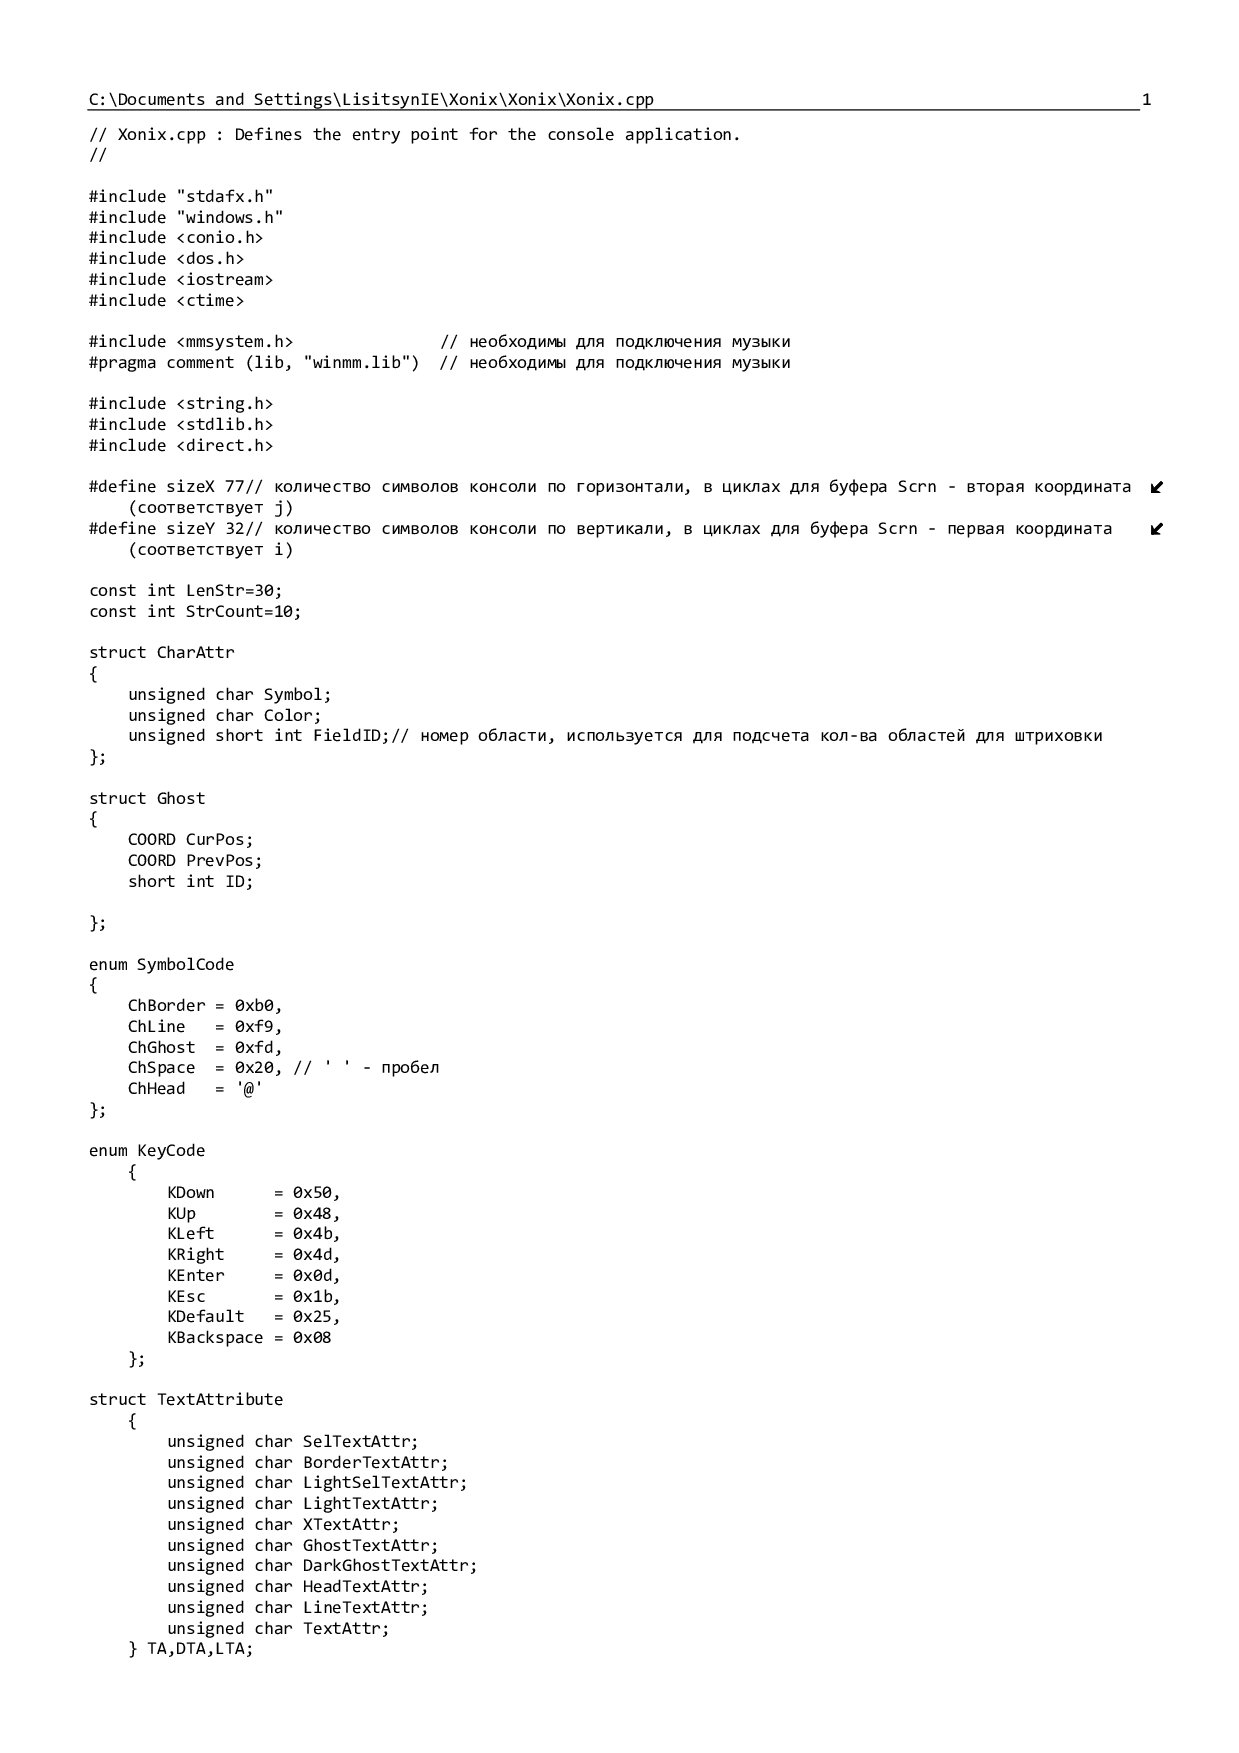 C:\Documents and Settings\LisitsynIE\Xonix\Xonix\Xonix.cpp 1
// Xonix.cpp : Defines the entry point for the console application.
//
#include "stdafx.h"
#include "windows.h"
#include <conio.h>
#include <dos.h>
#include <iostream>
#include <ctime>
#include <mmsystem.h>               // необходимы для подключения музыки
#pragma comment (lib, "winmm.lib")  // необходимы для подключения музыки
#include <string.h>
#include <stdlib.h>
#include <direct.h>
#define sizeX 77// количество символов консоли по горизонтали, в циклах для буфера Scrn - вторая координата
    (соответствует j)
#define sizeY 32// количество символов консоли по вертикали, в циклах для буфера Scrn - первая координата
    (соответствует i)
const int LenStr=30;
const int StrCount=10;
struct CharAttr
{
    unsigned char Symbol;
    unsigned char Color;
    unsigned short int FieldID;// номер области, используется для подсчета кол-ва областей для штриховки
};
struct Ghost
{
    COORD CurPos;
    COORD PrevPos;
    short int ID;
};
enum SymbolCode
{
    ChBorder = 0xb0,
    ChLine   = 0xf9,
    ChGhost  = 0xfd,
    ChSpace  = 0x20, // ' ' - пробел
    ChHead   = '@'
};
enum KeyCode
    {
        KDown      = 0x50,
        KUp        = 0x48,
        KLeft      = 0x4b,
        KRight     = 0x4d,
        KEnter     = 0x0d,
        KEsc       = 0x1b,
        KDefault   = 0x25,
        KBackspace = 0x08
    };
struct TextAttribute
    {
        unsigned char SelTextAttr;
        unsigned char BorderTextAttr;
        unsigned char LightSelTextAttr;
        unsigned char LightTextAttr;
        unsigned char XTextAttr;
        unsigned char GhostTextAttr;
        unsigned char DarkGhostTextAttr;
        unsigned char HeadTextAttr;
        unsigned char LineTextAttr;
        unsigned char TextAttr;
    } TA,DTA,LTA;